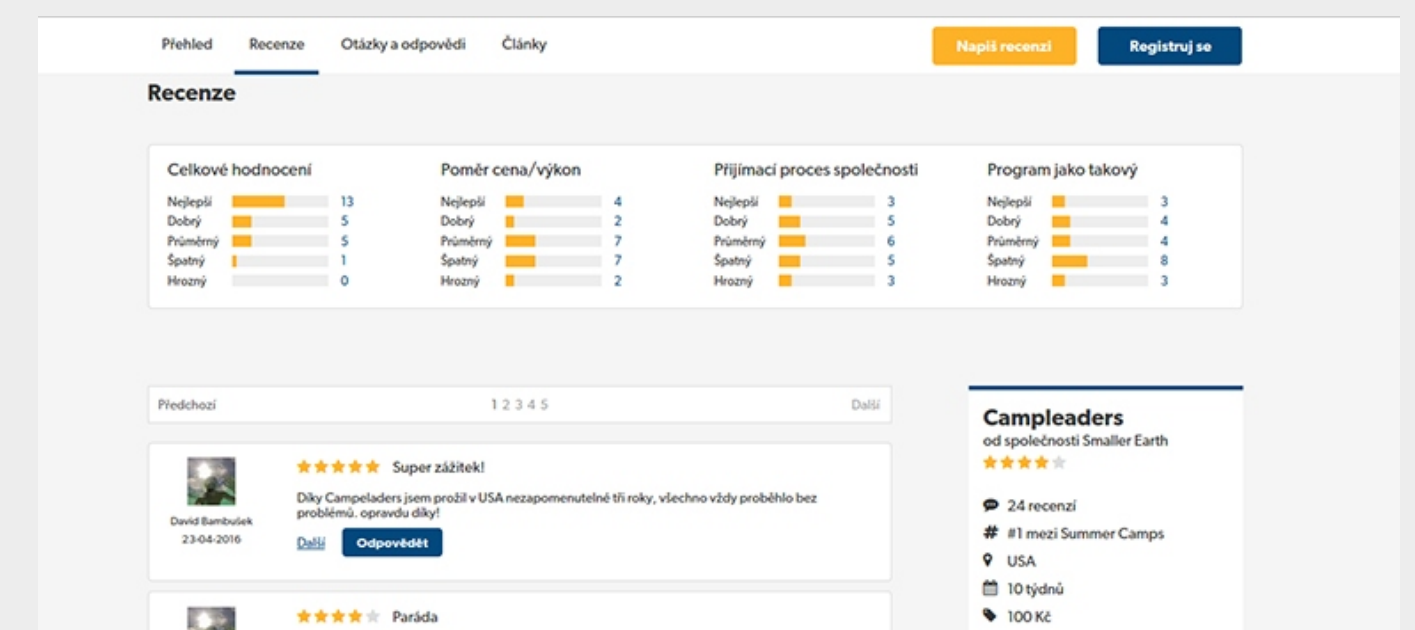 Přehled Recenze Otázky a odpovědi Články Napiš recenzi Registruj se
Recenze
Celkové hodnocení
Nejlepší 13
Dobrý 5
Průměrný 5
Špatný 1
Hrozný 0
Poměr cena/výkon
Nejlepší 4
Dobrý 2
Průměrný 7
Špatný 7
Hrozný 2
Přijímací proces společnosti
Nejlepší 3
Dobrý 5
Průměrný 6
Špatný 5
Hrozný 3
Program jako takový
Nejlepší 3
Dobrý 4
Průměrný 4
Špatný 8
Hrozný 3
Předchozí 1 2 3 4 5 Další
David Bambušek
23-04-2016
Super zážitek!
Díky Campeladers jsem prožil v USA nezapomenutelné tři roky, všechno vždy proběhlo bez
problémů. opravdu díky!
Další Odpovědět
Paráda
Campleaders
od společnosti Smaller Earth
24 recenzí
#1 mezi Summer Camps
USA
10 týdnů
100 Kč